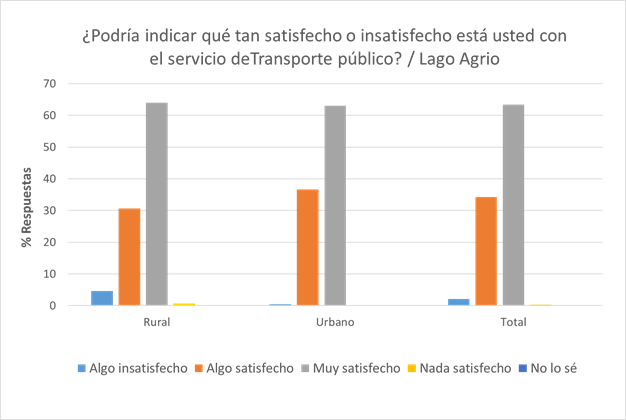 ¿Podría indicar qué tan satisfecho o insatisfecho está usted con
el servicio deTransporte público? / Lago Agrio
70
60
50
40
30
20
10
0
% Respuestas
Rural Urbano Total
Algo insatisfecho Algo satisfecho Muy satisfecho Nada satisfecho No lo sé